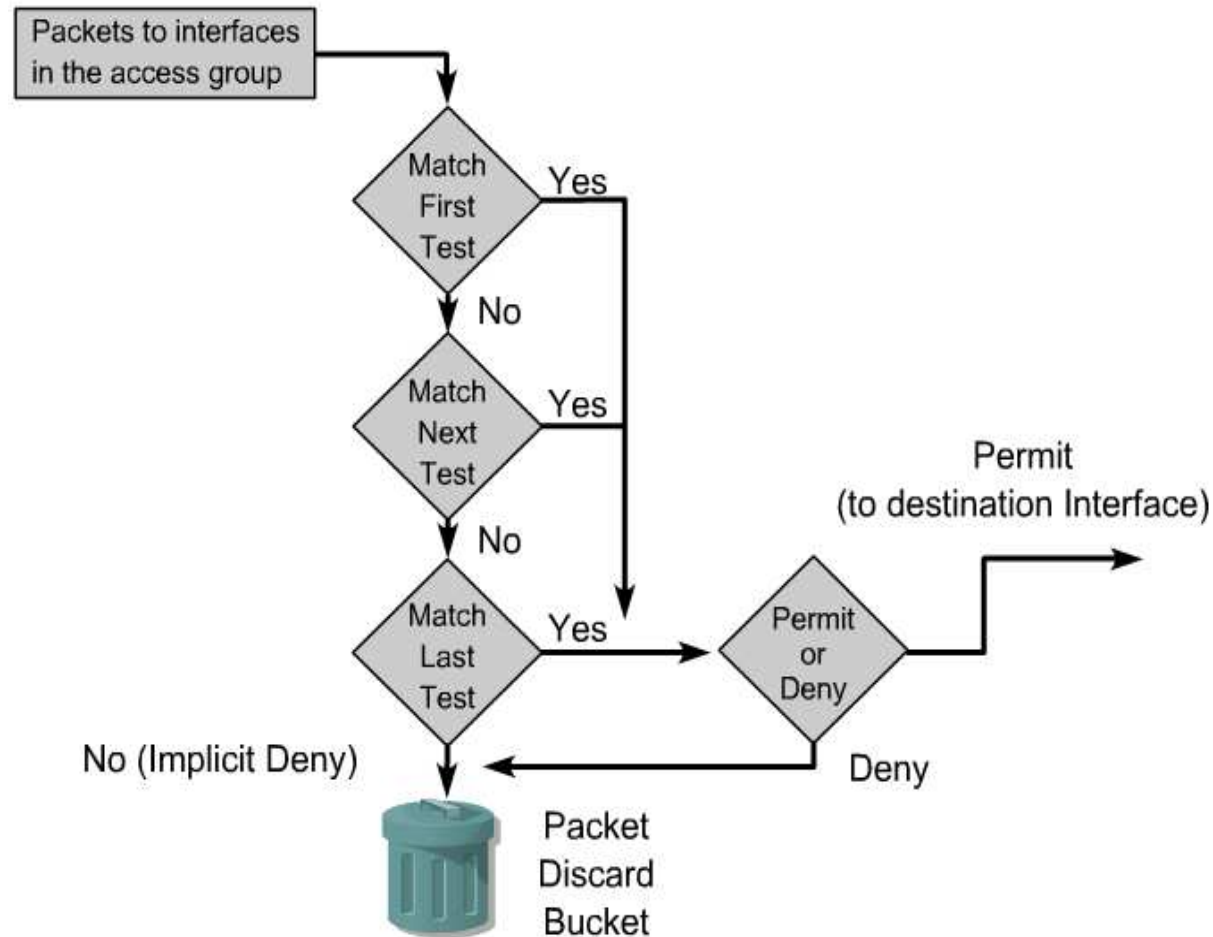 Packets to interfaces
in the access group
Match
First
Test
Yes
No
Match
Next
Test
Yes
No
Match
Last
Test
Yes
Permit
or
Deny
Permit
(to destination Interface)
No (Implicit Deny)
Deny
Packet
Discard
Bucket